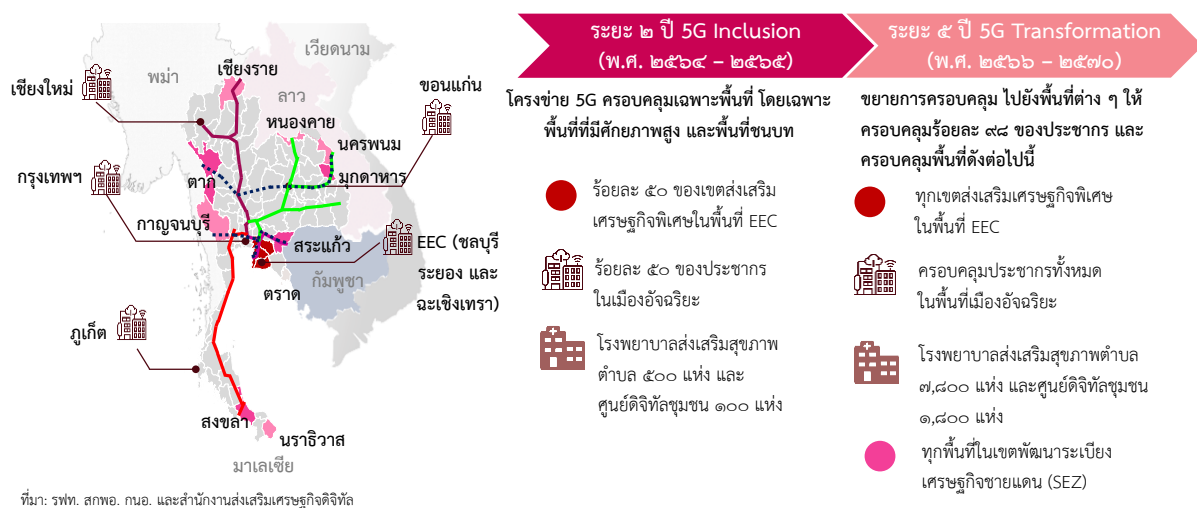 เวียดนาม
พม่า
เชียงราย
เชียงใหม่
ลาว
ขอนแก่น
หนองคาย
นครพนม
กรุงเทพฯ
ตาก
มุกดาหาร
กาญจนบุรี
สระแก้ว
EEC (ชลบุรี
ระยอง และ
ฉะเชิงเทรา)
กัมพูชา
ตราด
ภูเก็ต
สงขลา
นราธิวาส
มาเลเซีย
ที่มา: รฟท. สกพอ. กนอ. และสำนักงานส่งเสริมเศรษฐกิจดิจิทัล
ระยะ ๒ ปี 5G Inclusion
(พ.ศ. ๒๕๖๔ – ๒๕๖๕)
โครงข่าย 5G ครอบคลุมเฉพาะพื้นที่ โดยเฉพาะ
พื้นที่ที่มีศักยภาพสูง และพื้นที่ชนบท
ร้อยละ ๕๐ ของเขตส่งเสริม
เศรษฐกิจพิเศษในพื้นที่ EEC
ร้อยละ ๕๐ ของประชากร
ในเมืองอัจฉริยะ
โรงพยาบาลส่งเสริมสุขภาพ
ตำบล ๕๐๐ แห่ง และ
ศูนย์ดิจิทัลชุมชน ๑๐๐ แห่ง
ระยะ ๕ ปี 5G Transformation
(พ.ศ. ๒๕๖๖ – ๒๕๗๐)
ขยายการครอบคลุม ไปยังพื้นที่ต่าง ๆ ให้
ครอบคลุมร้อยละ ๙๘ ของประชากร และ
ครอบคลุมพื้นที่ดังต่อไปนี้
ทุกเขตส่งเสริมเศรษฐกิจพิเศษ
ในพื้นที่ EEC
ครอบคลุมประชากรทั้งหมด
ในพื้นที่เมืองอัจฉริยะ
โรงพยาบาลส่งเสริมสุขภาพตำบล
๗,๘๐๐ แห่ง และศูนย์ดิจิทัลชุมชน
๑,๘๐๐ แห่ง
ทุกพื้นที่ในเขตพัฒนาระเบียง
เศรษฐกิจชายแดน (SEZ)